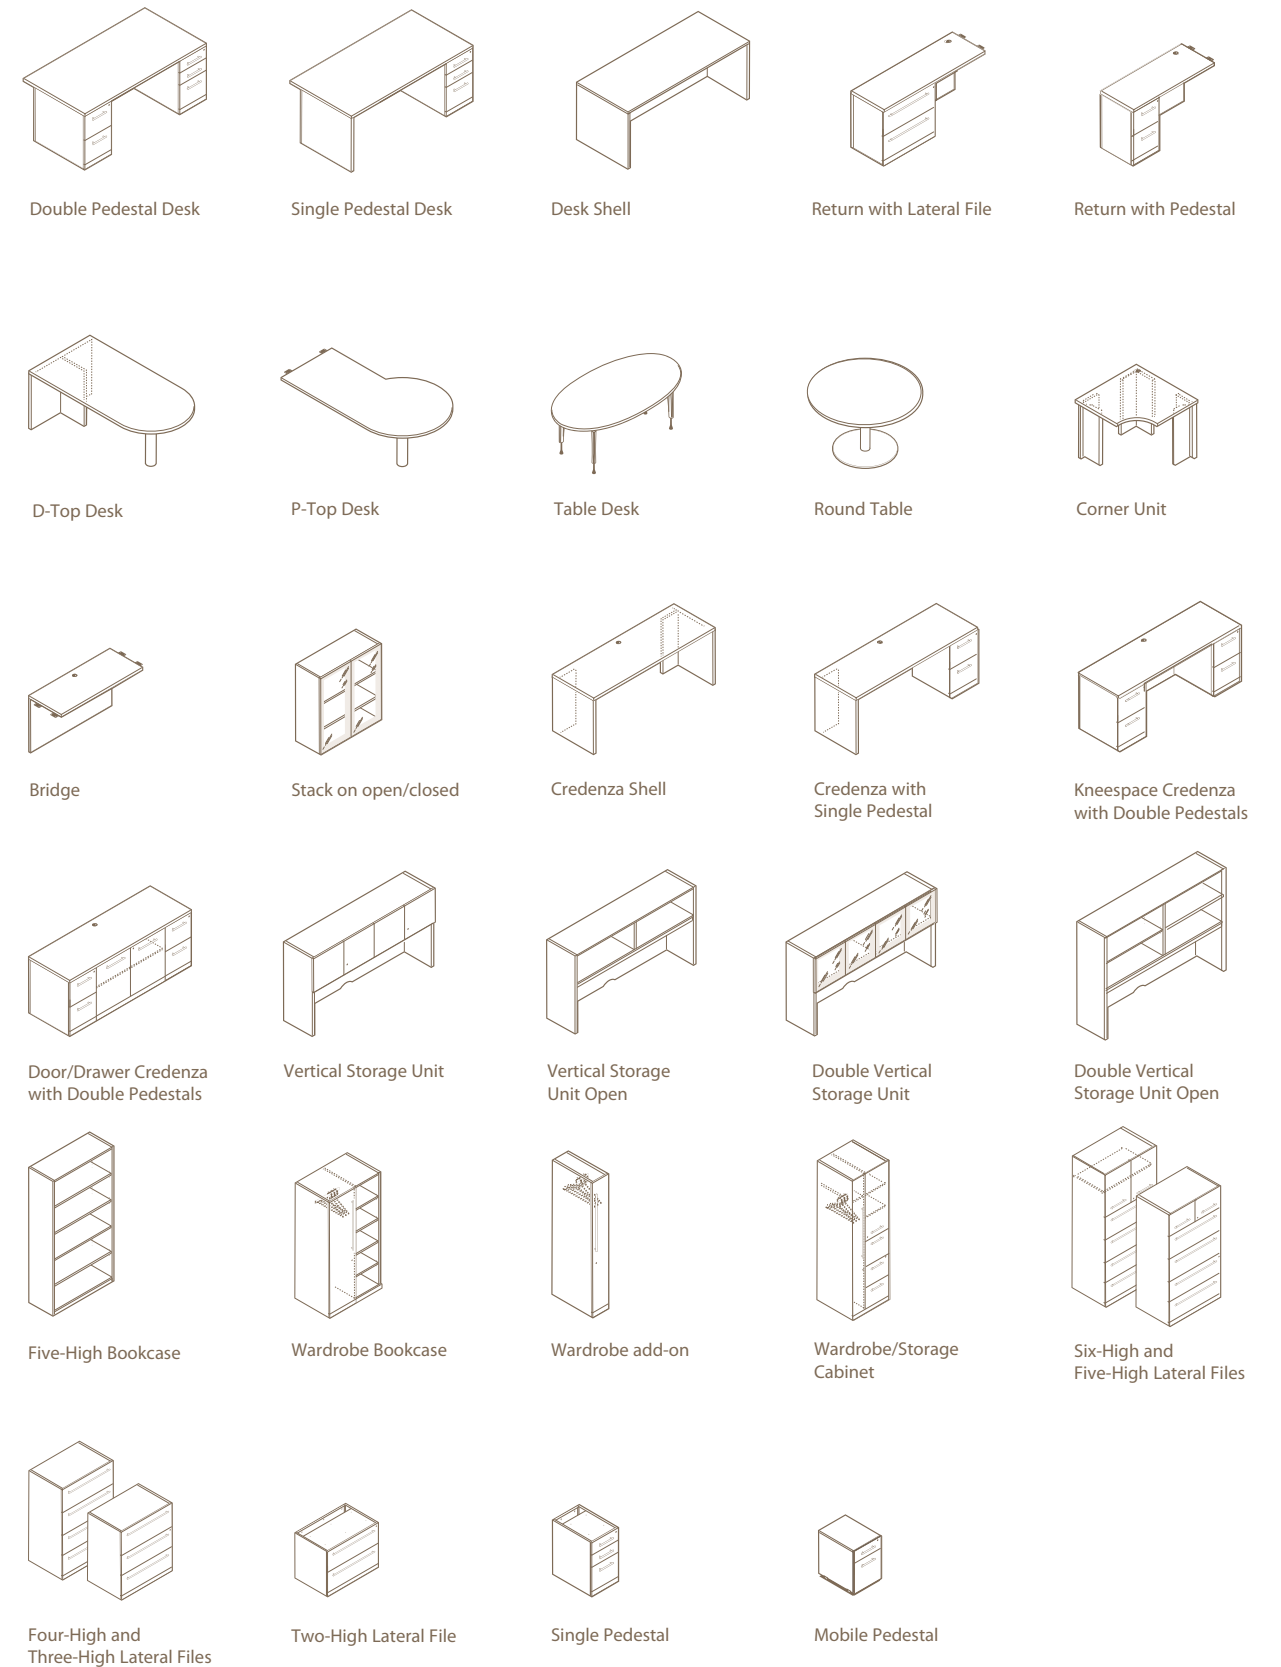 Double Pedestal Desk
Single Pedestal Desk
Desk Shell
Return with Lateral File
Return with Pedestal
D-Top Desk
P-Top Desk
Table Desk
Round Table
Corner Unit
Bridge
Stack on open/closed
Credenza Shell
Credenza with
Single Pedestal
Kneespace Credenza
with Double Pedestals
Door/Drawer Credenza
with Double Pedestals
Vertical Storage Unit
Vertical Storage
Unit Open
Double Vertical
Storage Unit
Double Vertical
Storage Unit Open
Five-High Bookcase
Wardrobe Bookcase
Wardrobe add-on
Wardrobe/Storage
Cabinet
Six-High and
Five-High Lateral Files
Four-High and
Three-High Lateral Files
Two-High Lateral File
Single Pedestal
Mobile Pedestal